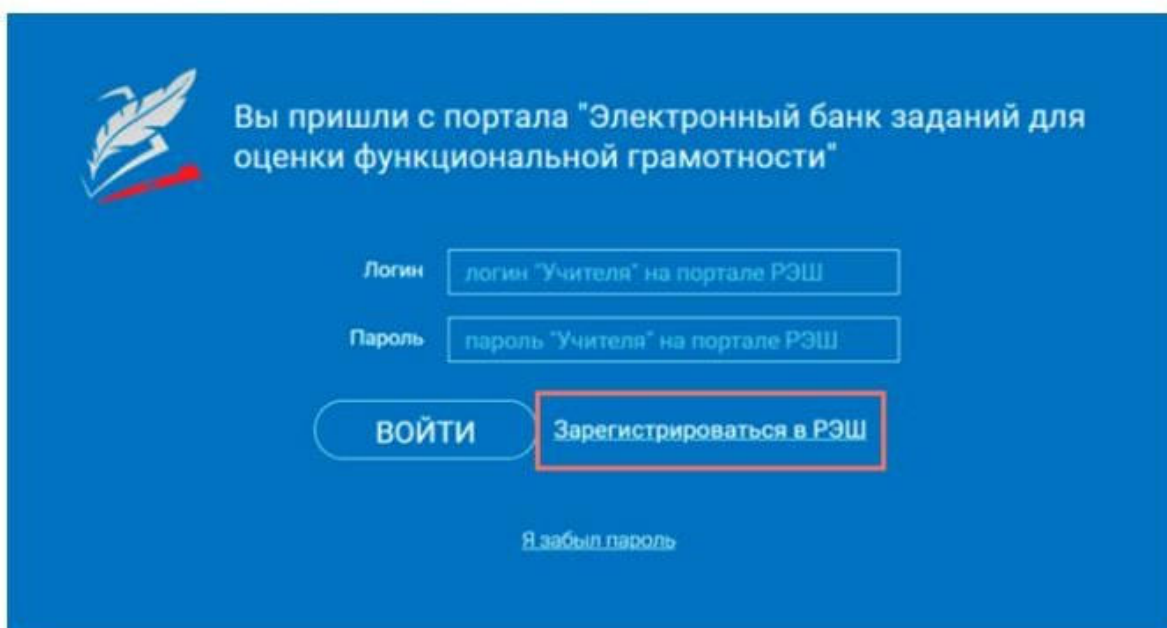 Вы пришли с портала "Электронный банк заданий для
оценки функциональной грамотности"
Логин логин "Учителя" на портале РЭШ
Пароль пароль "Учителя" на портале РЭШ
ВОЙТИ Зарегистрироваться в РЭШ
Я забыл пароль